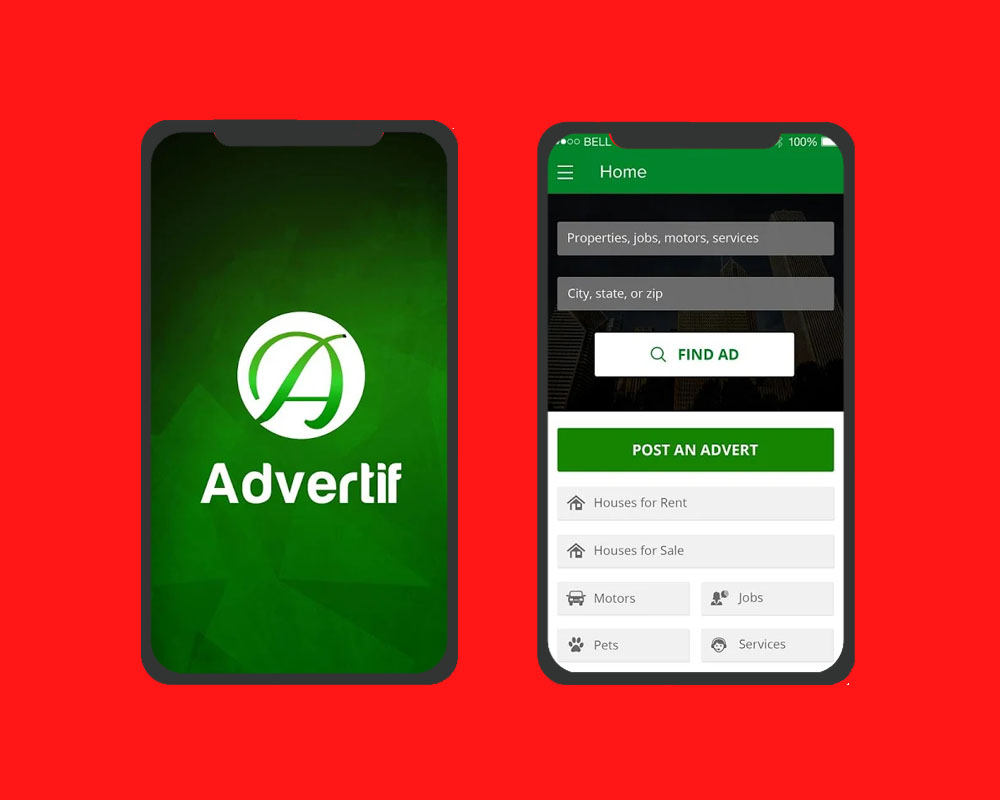 A
Advertif
BELL
100%
Home
Properties, jobs, motors, services
City, state, or zip
FIND AD
POST AN ADVERT
Houses for Rent
Houses for Sale
Motors
Jobs
Pets
Services